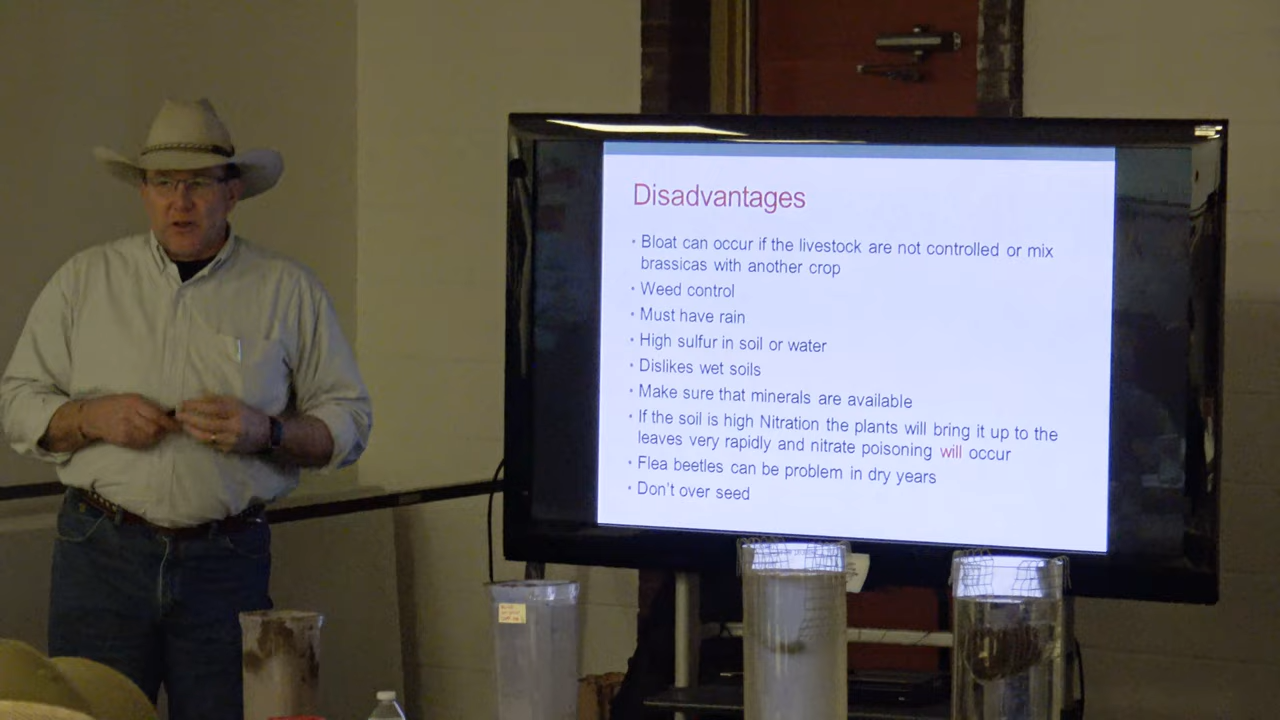 Disadvantages
• Bloat can occur if the livestock are not controlled or mix
brassicas with another crop
• Weed control
• Must have rain
• High sulfur in soil or water
• Dislikes wet soils
• Make sure that minerals are available
• If the soil is high Nitration the plants will bring it up to the
leaves very rapidly and nitrate poisoning will occur
• Flea beetles can be problem in dry years
• Don't over seed